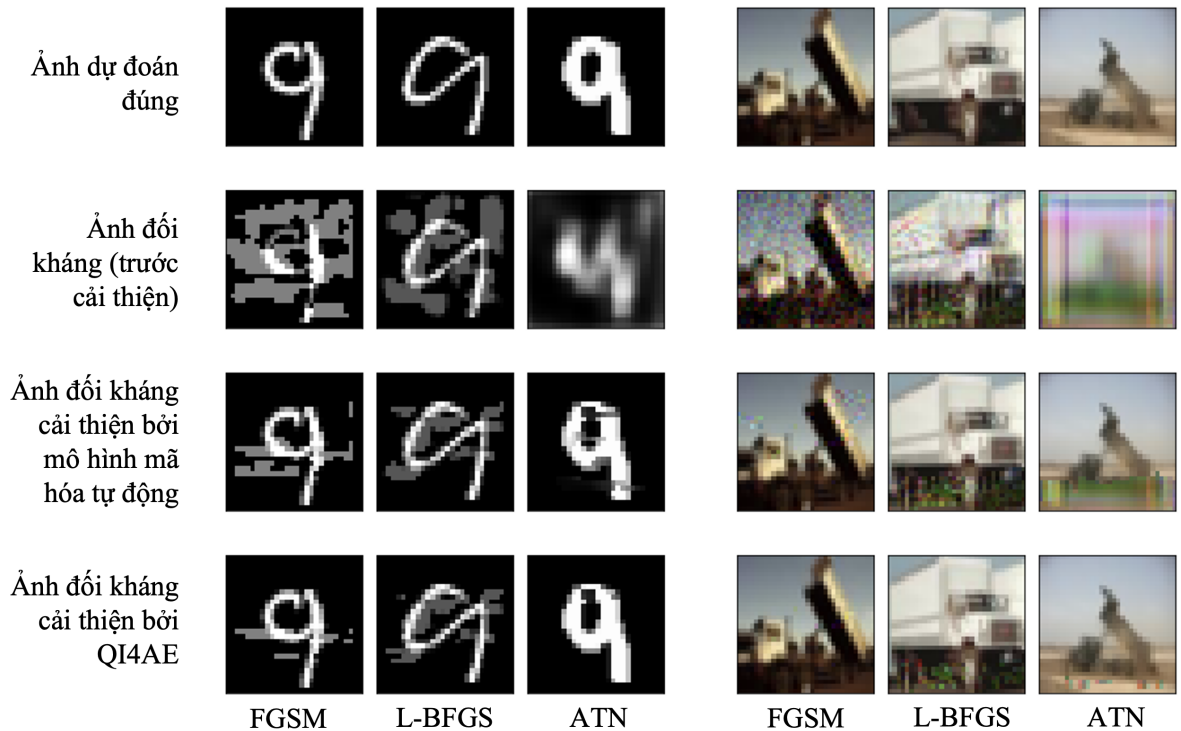 Ảnh dự đoán
đúng
Ảnh đối
kháng (trước
cải thiện)
Ảnh đối kháng
cải thiện bởi
mô hình mã
hóa tự động
Ảnh đối kháng
cải thiện bởi
QI4AE
FGSM L-BFGS ATN FGSM L-BFGS ATN